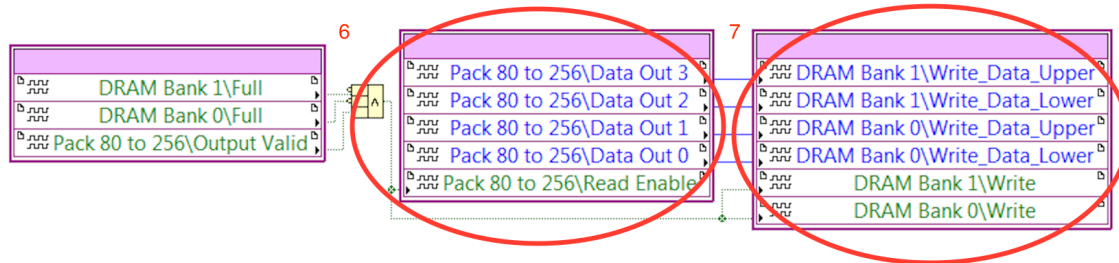 6
7
DRAM Bank 1\Full
DRAM Bank 0\Full
Pack 80 to 256\Output Valid
Pack 80 to 256\Data Out 3
Pack 80 to 256\Data Out 2
Pack 80 to 256\Data Out 1
Pack 80 to 256\Data Out 0
Pack 80 to 256\Read Enable
DRAM Bank 1\Write_Data_Upper
DRAM Bank 1\Write_Data_Lower
DRAM Bank 0\Write_Data_Upper
DRAM Bank 0\Write_Data_Lower
DRAM Bank 1\Write
DRAM Bank 0\Write